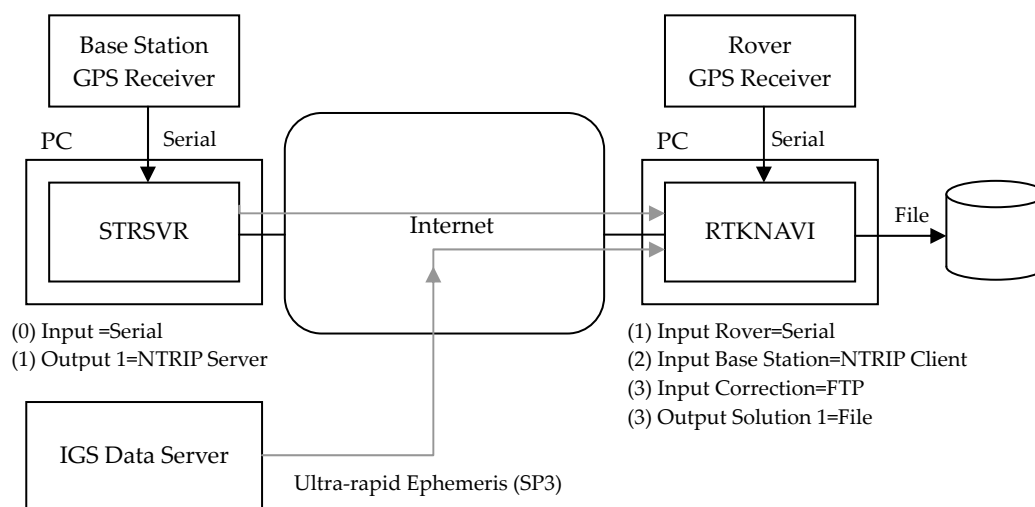 Base Station
GPS Receiver
Rover
GPS Receiver
PC
Serial
PC
Serial
STRSVR
Internet
RTKNAVI
File
(0) Input =Serial
(1) Output 1=NTRIP Server
(1) Input Rover=Serial
(2) Input Base Station=NTRIP Client
(3) Input Correction=FTP
(3) Output Solution 1=File
IGS Data Server
Ultra-rapid Ephemeris (SP3)